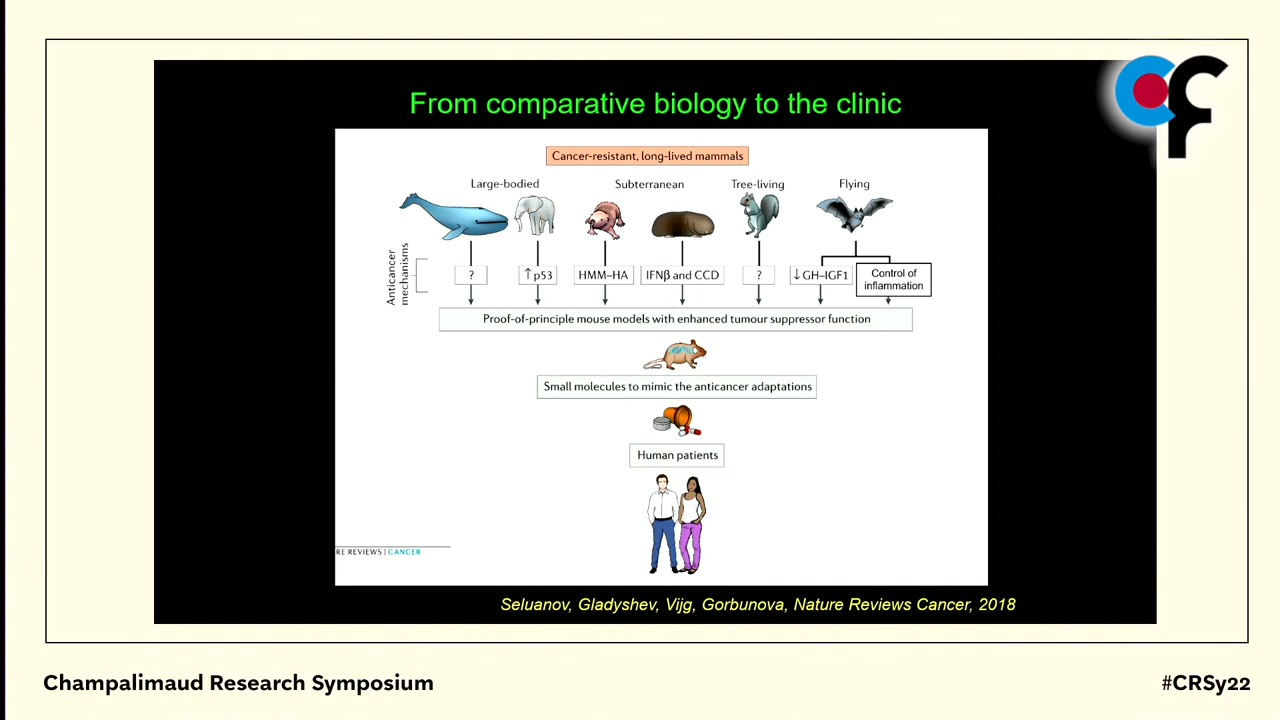 From comparative biology to the clinic
Cancer-resistant, long-lived mammals
Large-bodied
Subterranean
Tree-living
Flying
Anticancer
mechanisms
?
↑p53
HMM–HA
IFNβ and CCD
?
↓GH–IGF1
Control of
inflammation
Proof-of-principle mouse models with enhanced tumour suppressor function
Small molecules to mimic the anticancer adaptations
Human patients
RE REVIEWS | CANCER
Seluanov, Gladyshev, Vijg, Gorbunova, Nature Reviews Cancer, 2018
Champalimaud Research Symposium
#CRSy22
cf